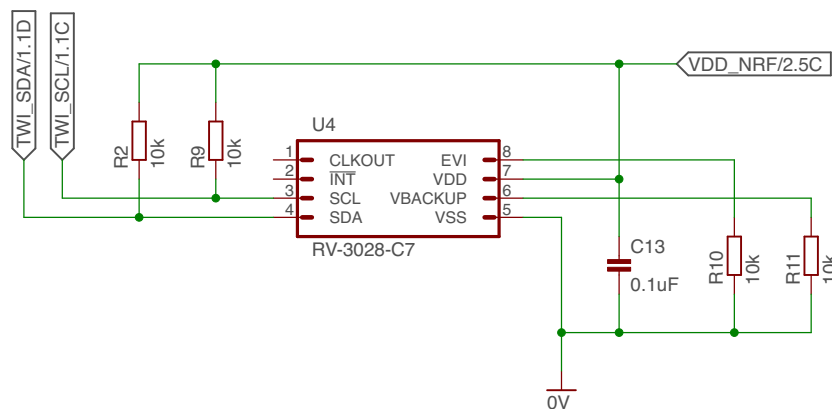 TWI_SDA/1.1D
TWI_SCL/1.1C
VDD_NRF/2.5C
R2
10k
R9
10k
U4
1
CLKOUT
EVI
8
2
INT
VDD
7
3
SCL
VBACKUP
6
4
SDA
VSS
5
RV-3028-C7
C13
0.1uF
R10
10k
R11
10k
0V